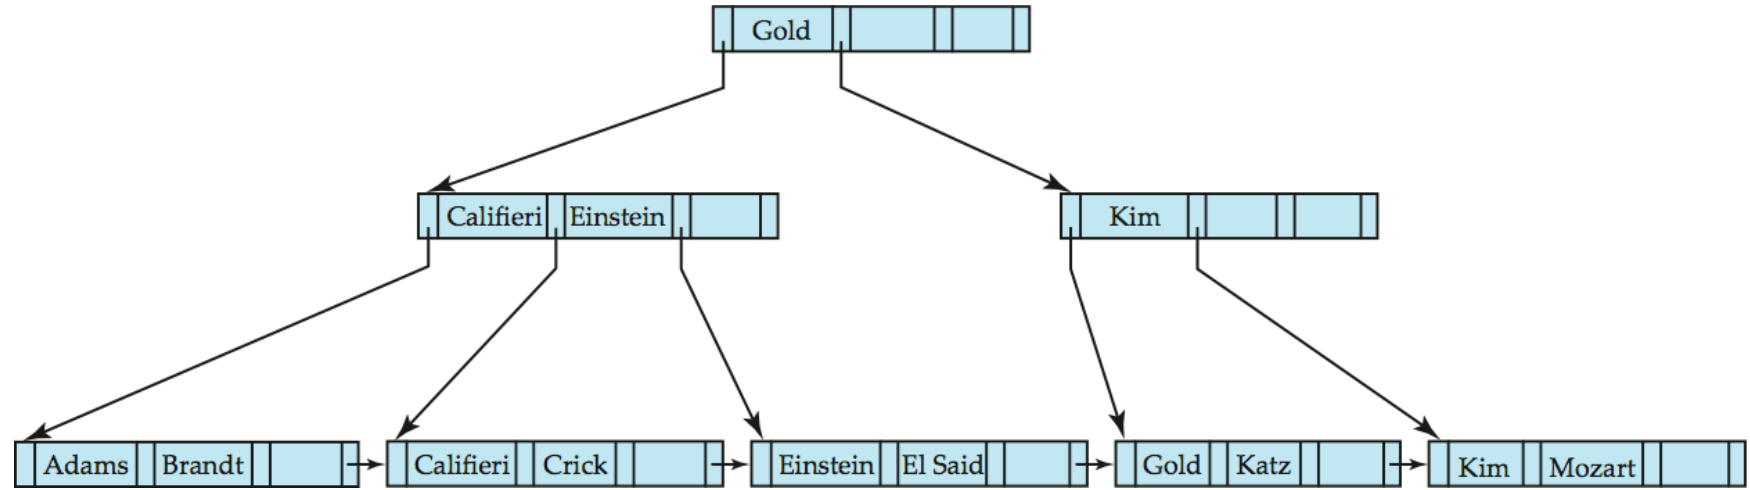 Gold
Califieri Einstein
Kim
Adams Brandt
Califieri Crick
Einstein El Said
Gold Katz
Kim Mozart